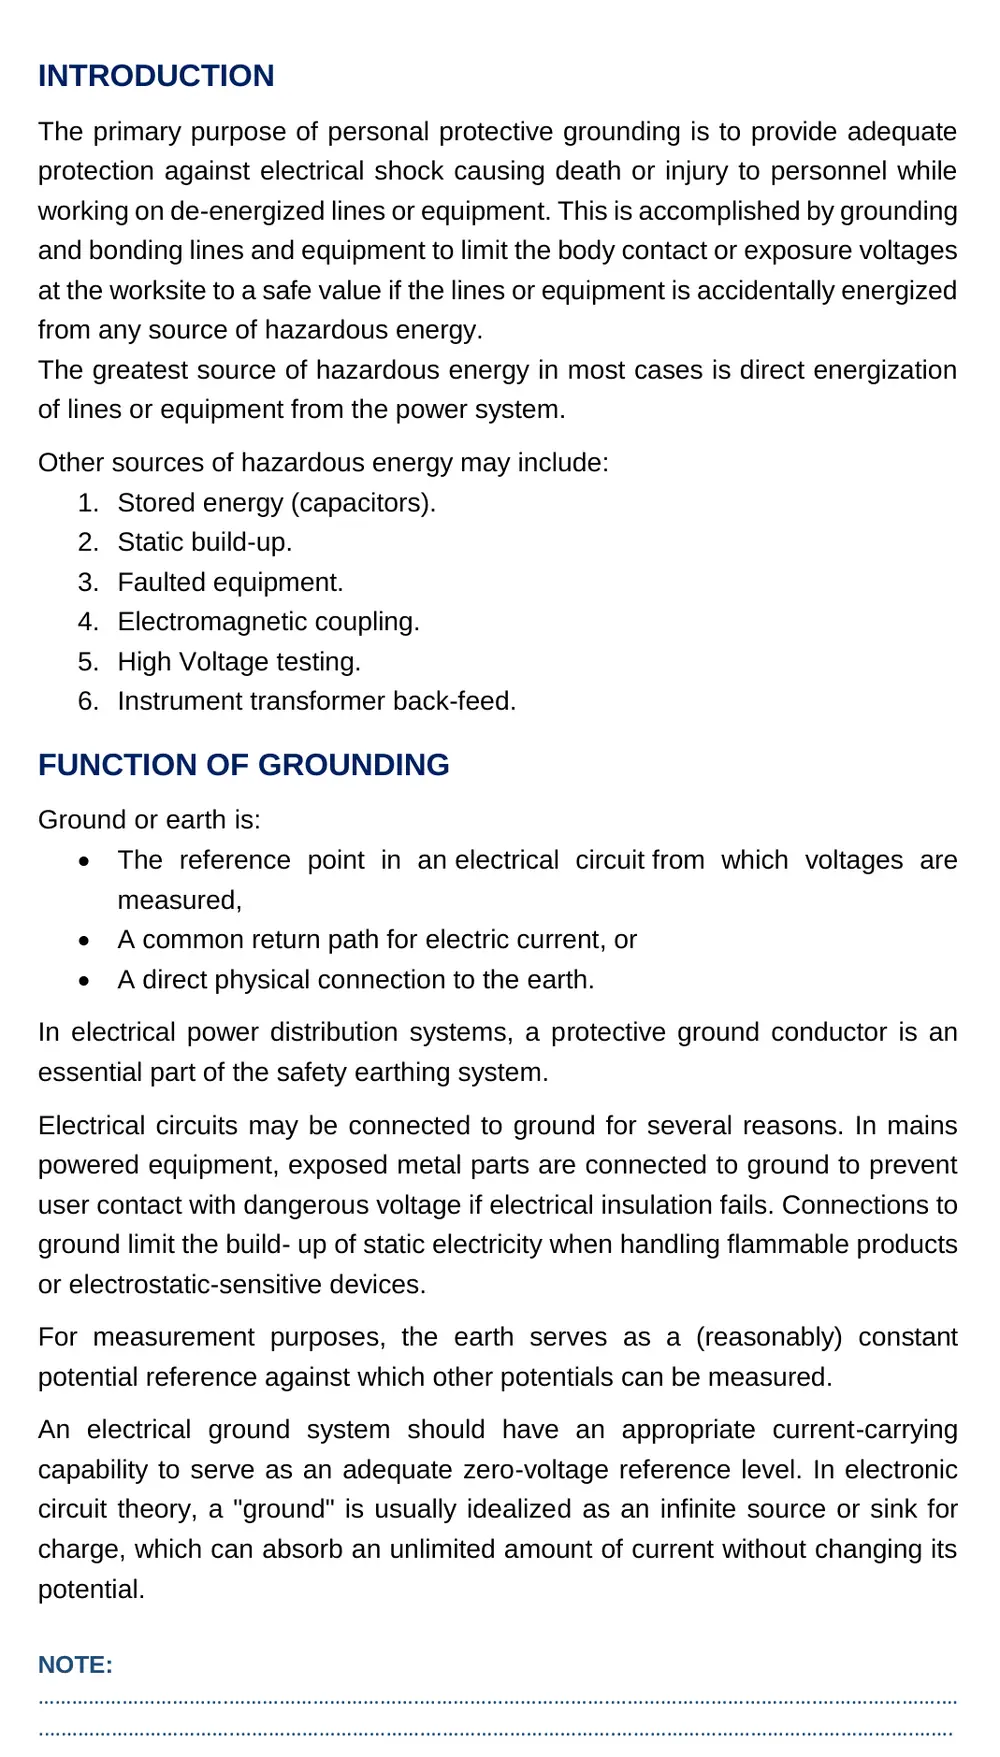 INTRODUCTION
The primary purpose of personal protective grounding is to provide adequate
protection against electrical shock causing death or injury to personnel while
working on de-energized lines or equipment. This is accomplished by grounding
and bonding lines and equipment to limit the body contact or exposure voltages
at the worksite to a safe value if the lines or equipment is accidentally energized
from any source of hazardous energy.
The greatest source of hazardous energy in most cases is direct energization
of lines or equipment from the power system.
Other sources of hazardous energy may include:
1. Stored energy (capacitors).
2. Static build-up.
3. Faulted equipment.
4. Electromagnetic coupling.
5. High Voltage testing.
6. Instrument transformer back-feed.
FUNCTION OF GROUNDING
Ground or earth is:
• The reference point in an electrical circuit from which voltages are
measured,
• A common return path for electric current, or
• A direct physical connection to the earth.
In electrical power distribution systems, a protective ground conductor is an
essential part of the safety earthing system.
Electrical circuits may be connected to ground for several reasons. In mains
powered equipment, exposed metal parts are connected to ground to prevent
user contact with dangerous voltage if electrical insulation fails. Connections to
ground limit the build- up of static electricity when handling flammable products
or electrostatic-sensitive devices.
For measurement purposes, the earth serves as a (reasonably) constant
potential reference against which other potentials can be measured.
An electrical ground system should have an appropriate current-carrying
capability to serve as an adequate zero-voltage reference level. In electronic
circuit theory, a "ground" is usually idealized as an infinite source or sink for
charge, which can absorb an unlimited amount of current without changing its
potential.
NOTE: